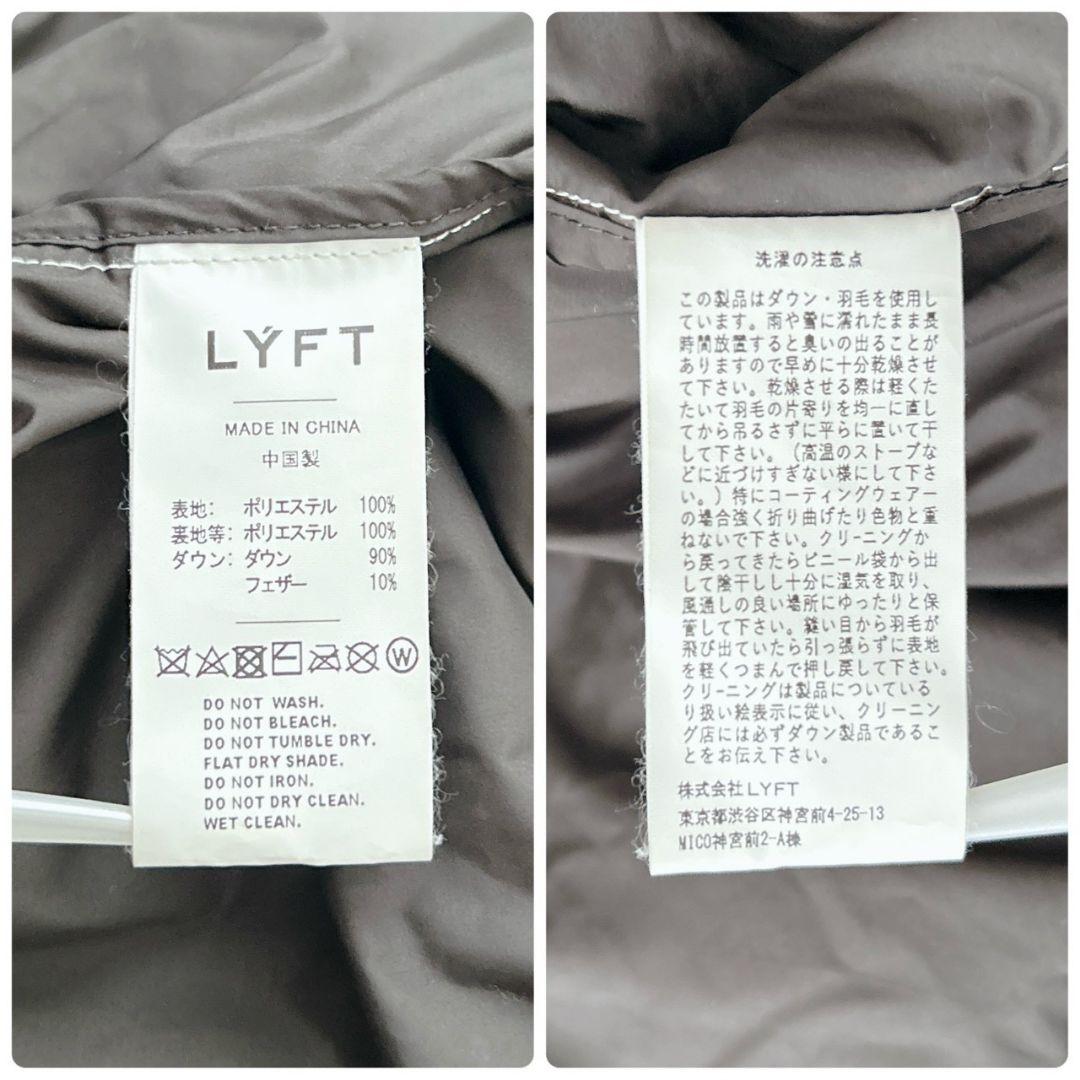 LÝFT
MADE IN CHINA
中国製
表地: ポリエステル 100%
裏地等: ポリエステル 100%
ダウン: ダウン 90%
フェザー 10%
W
DO NOT WASH.
DO NOT BLEACH.
DO NOT TUMBLE DRY.
FLAT DRY SHADE.
DO NOT IRON.
DO NOT DRY CLEAN.
WET CLEAN.
洗濯の注意点
この製品はダウン・羽毛を使用し
ています。雨や雪に濡れたまま長
時間放置すると臭いの出ることが
ありますので早めに十分乾燥させ
て下さい。乾燥させる際は軽くた
たいて羽毛の片寄りを均一に直し
てから吊るさずに平らに置いて干
して下さい。（高温のストーブな
どに近づけすぎない様にして下さ
い。）特にコーティングウェアー
の場合強く折り曲げたり色物と重
ねないで下さい。クリーニングか
ら戻ってきたらビニール袋から出
して陰干しし十分に湿気を取り、
風通しの良い場所にゆったりと保
管して下さい。縫い目から羽毛が
飛び出ていたら引っ張らずに表地
を軽くつまんで押し戻して下さい。
クリーニングは製品についている
り扱い絵表示に従い、クリーニン
グ店には必ずダウン製品であるこ
とをお伝え下さい。
株式会社LYFT
東京都渋谷区神宮前4-25-13
MICO神宮前2-A棟